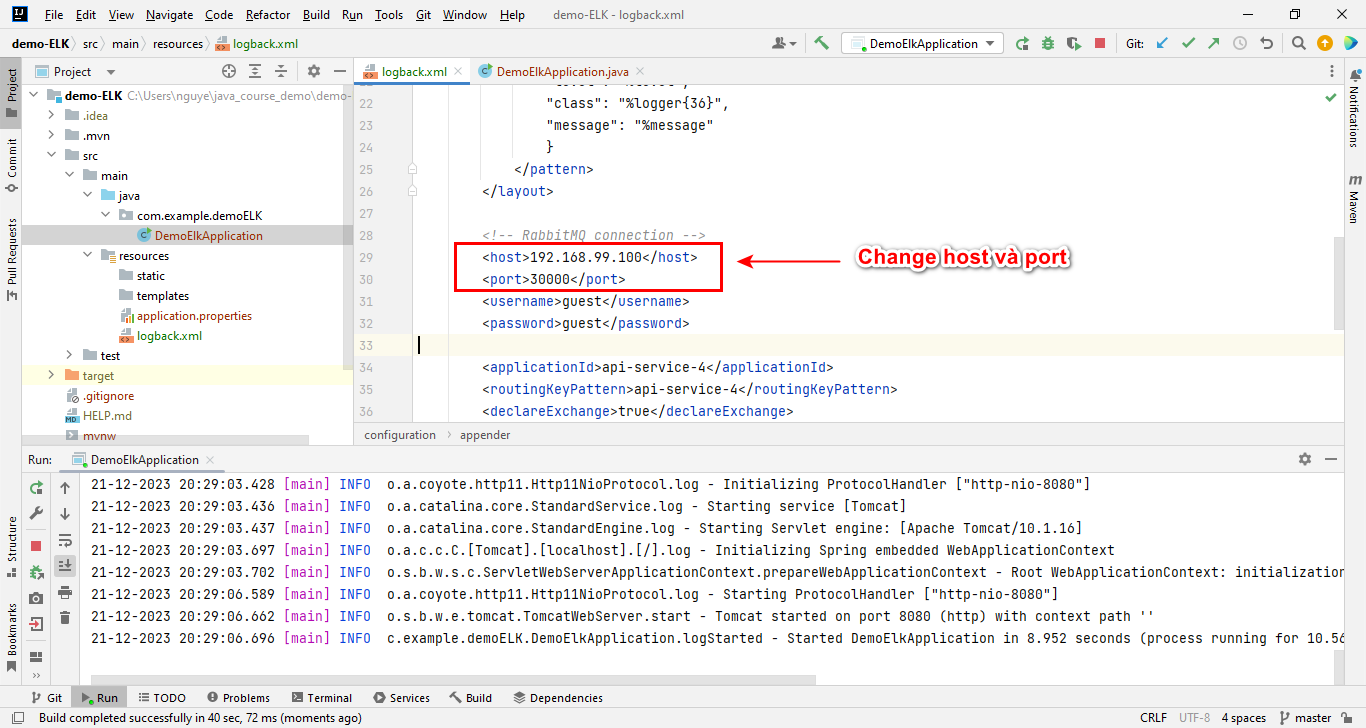 File Edit View Navigate Code Refactor Build Run Tools Git Window Help demo-ELK - logback.xml
demo-ELK src main resources logback.xml DemoElkApplication Git:
Project logback.xml DemoElkApplication.java
Project
Commit
Pull Requests
Structure
Bookmarks
demo-ELK C:\Users\nguye\java_course_demo\demo-
.idea
.mvn
src
main
java
com.example.demoELK
DemoElkApplication
resources
static
templates
application.properties
logback.xml
test
target
.gitignore
HELP.md
mvnw
22 "class": "%logger{36}",
23 "message": "%message"
24 }
25 </pattern>
26 </layout>
27
28 <!-- RabbitMQ connection -->
29 <host>192.168.99.100</host>
30 <port>30000</port>
31 <username>guest</username>
32 <password>guest</password>
33
34 <applicationId>api-service-4</applicationId>
35 <routingKeyPattern>api-service-4</routingKeyPattern>
36 <declareExchange>true</declareExchange>
Change host và port
Notifications
Maven
configuration appender
Run: DemoElkApplication
21-12-2023 20:29:03.428 [main] INFO o.a.coyote.http11.Http11NioProtocol.log - Initializing ProtocolHandler ["http-nio-8080"]
21-12-2023 20:29:03.436 [main] INFO o.a.catalina.core.StandardService.log - Starting service [Tomcat]
21-12-2023 20:29:03.437 [main] INFO o.a.catalina.core.StandardEngine.log - Starting Servlet engine: [Apache Tomcat/10.1.16]
21-12-2023 20:29:03.697 [main] INFO o.a.c.c.C.[Tomcat].[localhost].[/].log - Initializing Spring embedded WebApplicationContext
21-12-2023 20:29:03.702 [main] INFO o.s.b.w.s.c.ServletWebServerApplicationContext.prepareWebApplicationContext - Root WebApplicationContext: initialization
21-12-2023 20:29:06.589 [main] INFO o.a.coyote.http11.Http11NioProtocol.log - Starting ProtocolHandler ["http-nio-8080"]
21-12-2023 20:29:06.662 [main] INFO o.s.b.w.e.tomcat.TomcatWebServer.start - Tomcat started on port 8080 (http) with context path ''
21-12-2023 20:29:06.696 [main] INFO c.example.demoELK.DemoElkApplication.logStarted - Started DemoElkApplication in 8.952 seconds (process running for 10.56
Git Run TODO Problems Terminal Services Build Dependencies
Build completed successfully in 40 sec, 72 ms (moments ago) CRLF UTF-8 4 spaces master